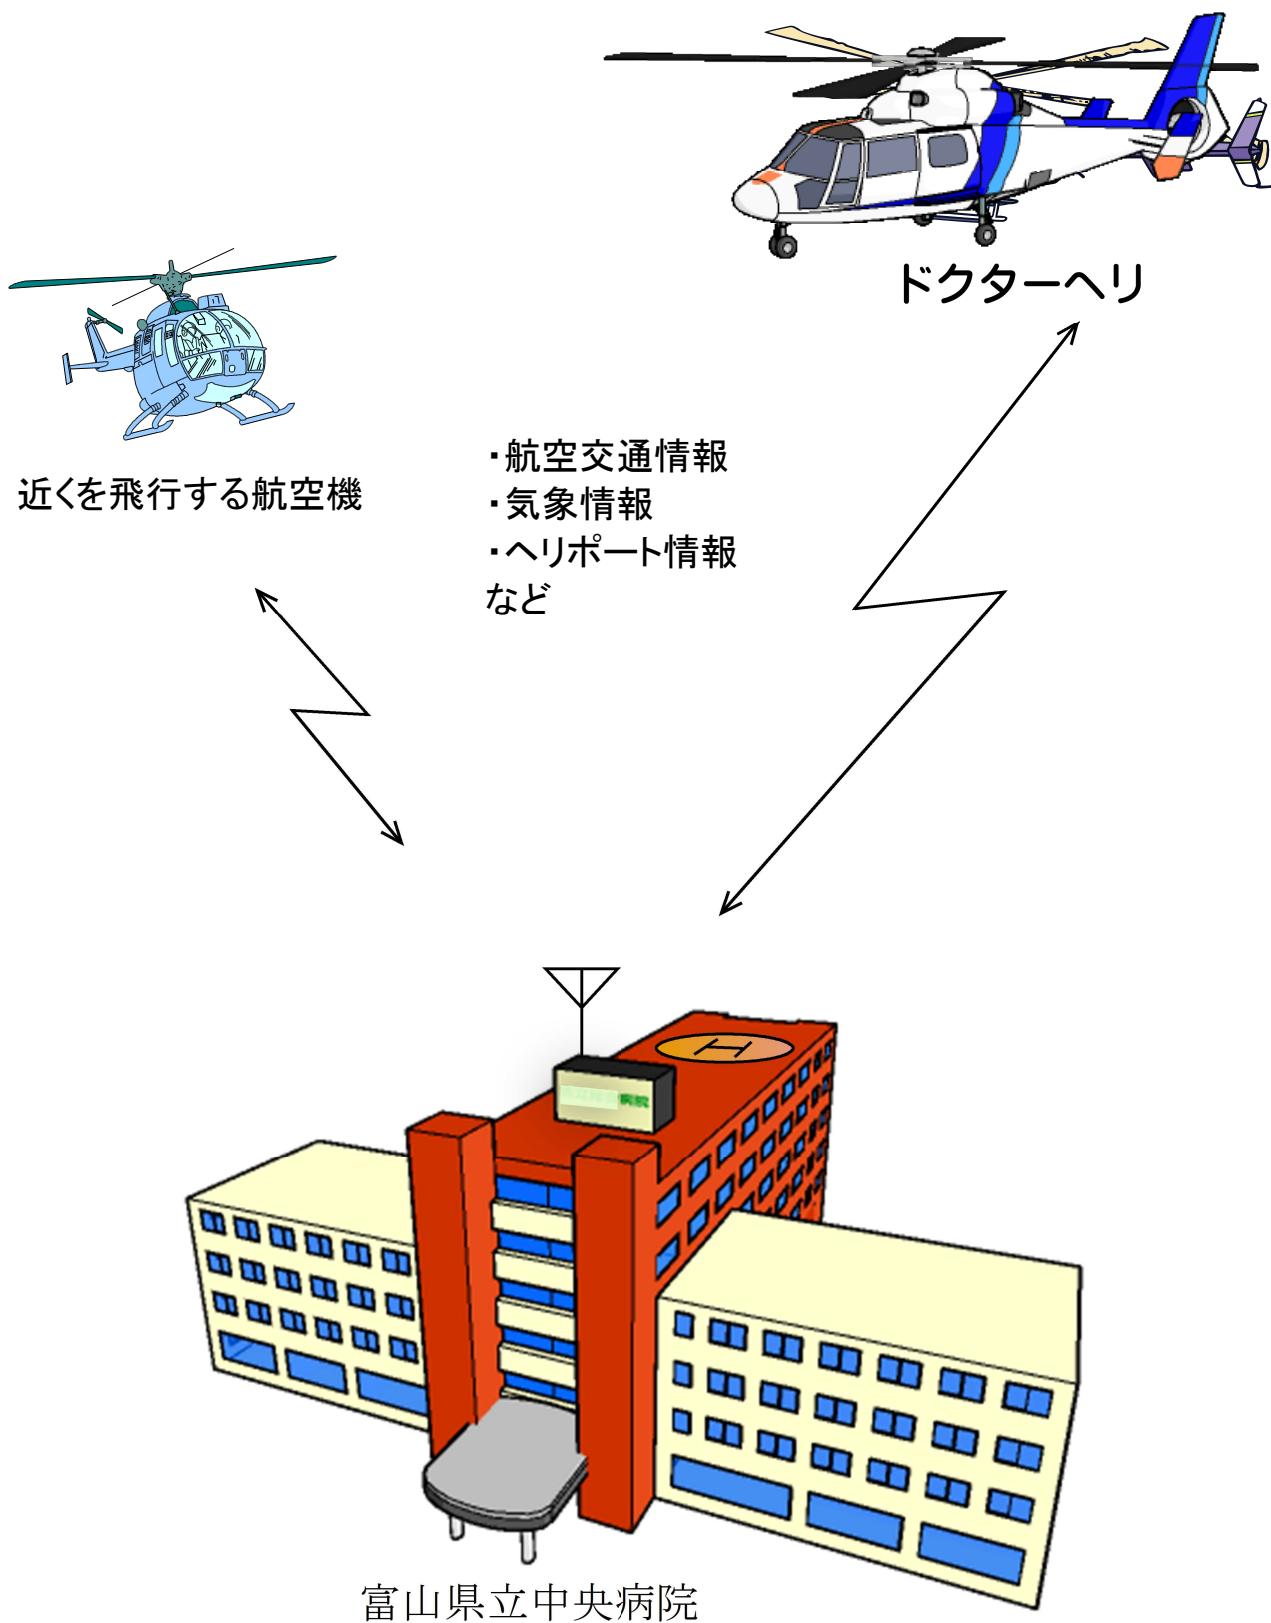 ドクターヘリ
近くを飛行する航空機
・航空交通情報
・気象情報
・ヘリポート情報
など
H
病院
富山県立中央病院